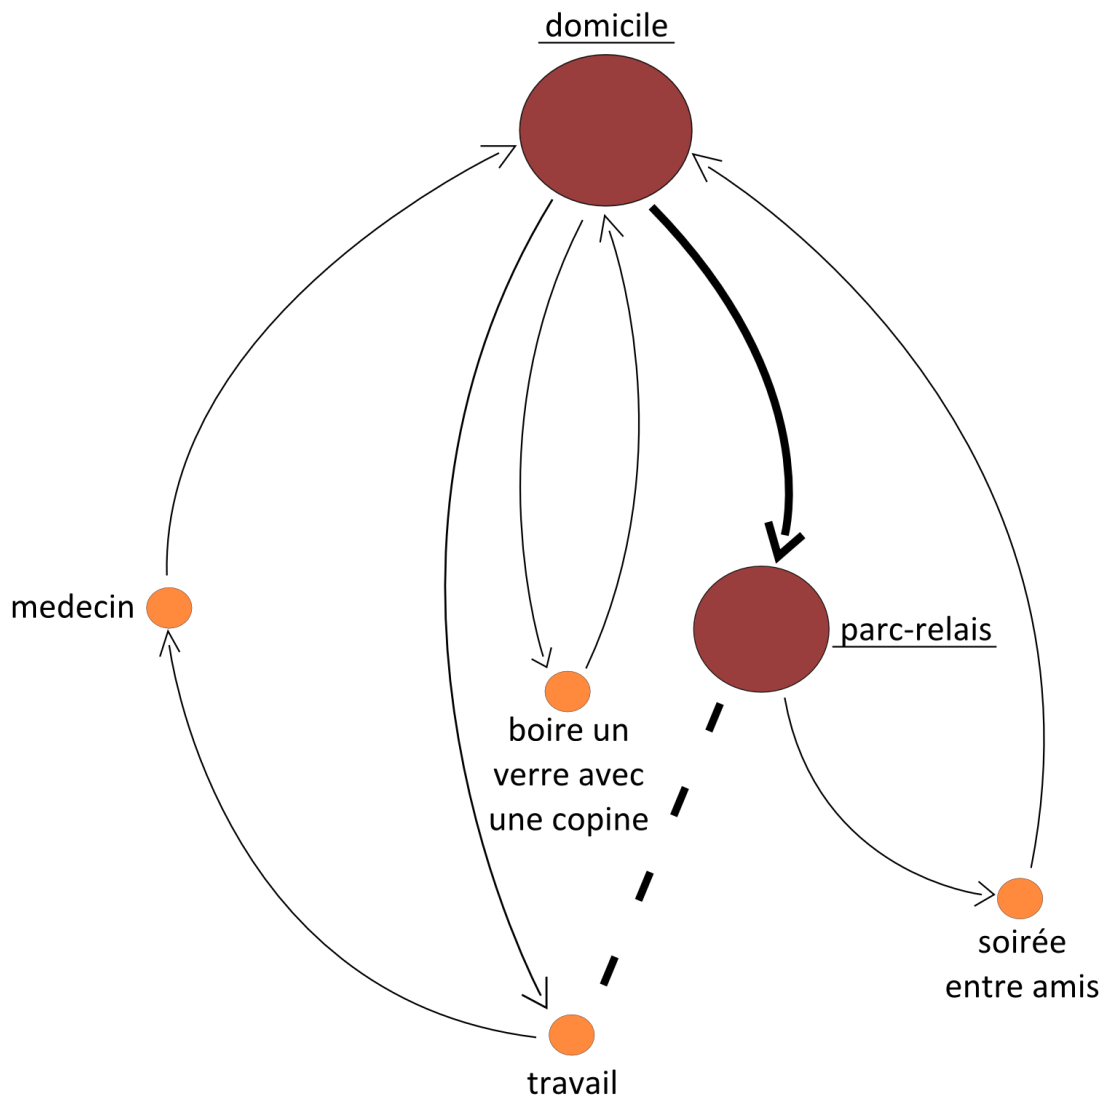 domicile
medecin
parc-relais
boire un
verre avec
une copine
soirée
entre amis
travail